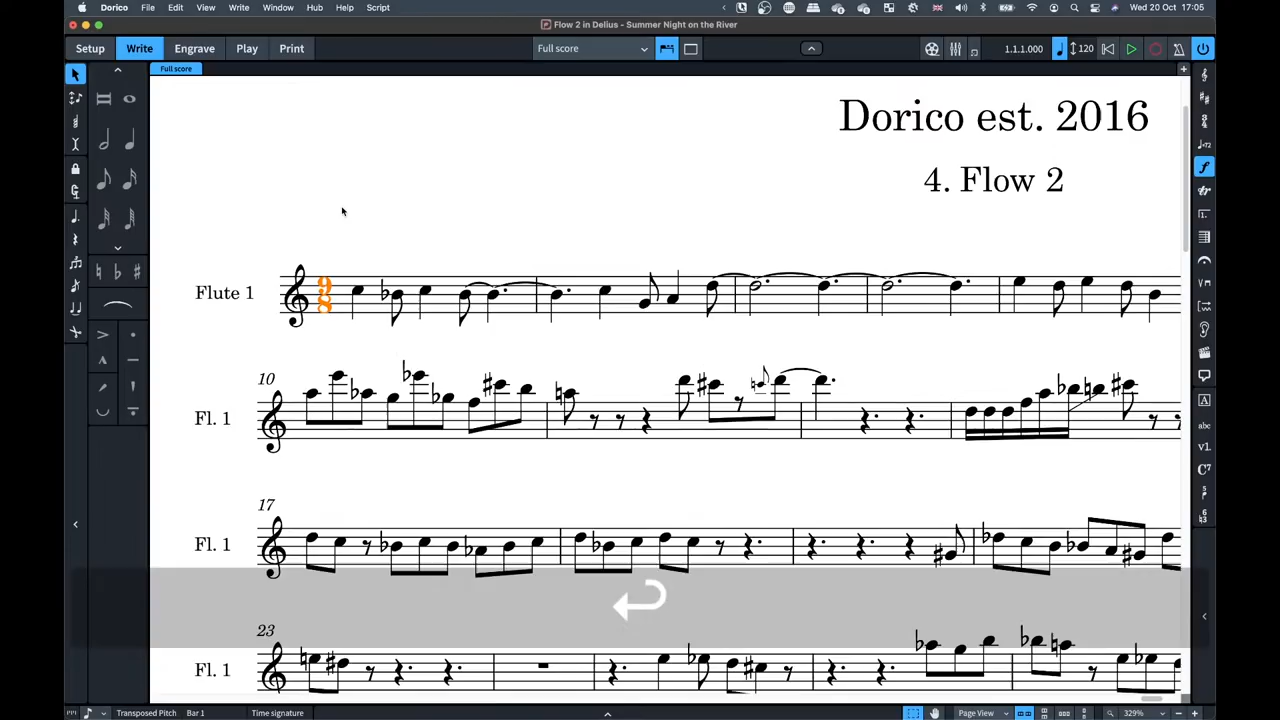 Dorico File Edit View Write Library Window Hub Help Script Wed 20 Oct 17:05
Flow 2 in Delius - Summer Night on the River
Setup Write Engrave Play Print Full score 1.1.1.000 120
Full score
Dorico est. 2016
4. Flow 2
Flute 1
10
Fl. 1
17
Fl. 1
23
Fl. 1
Transposed Pitch Bar 1 Time signature Page View 329%